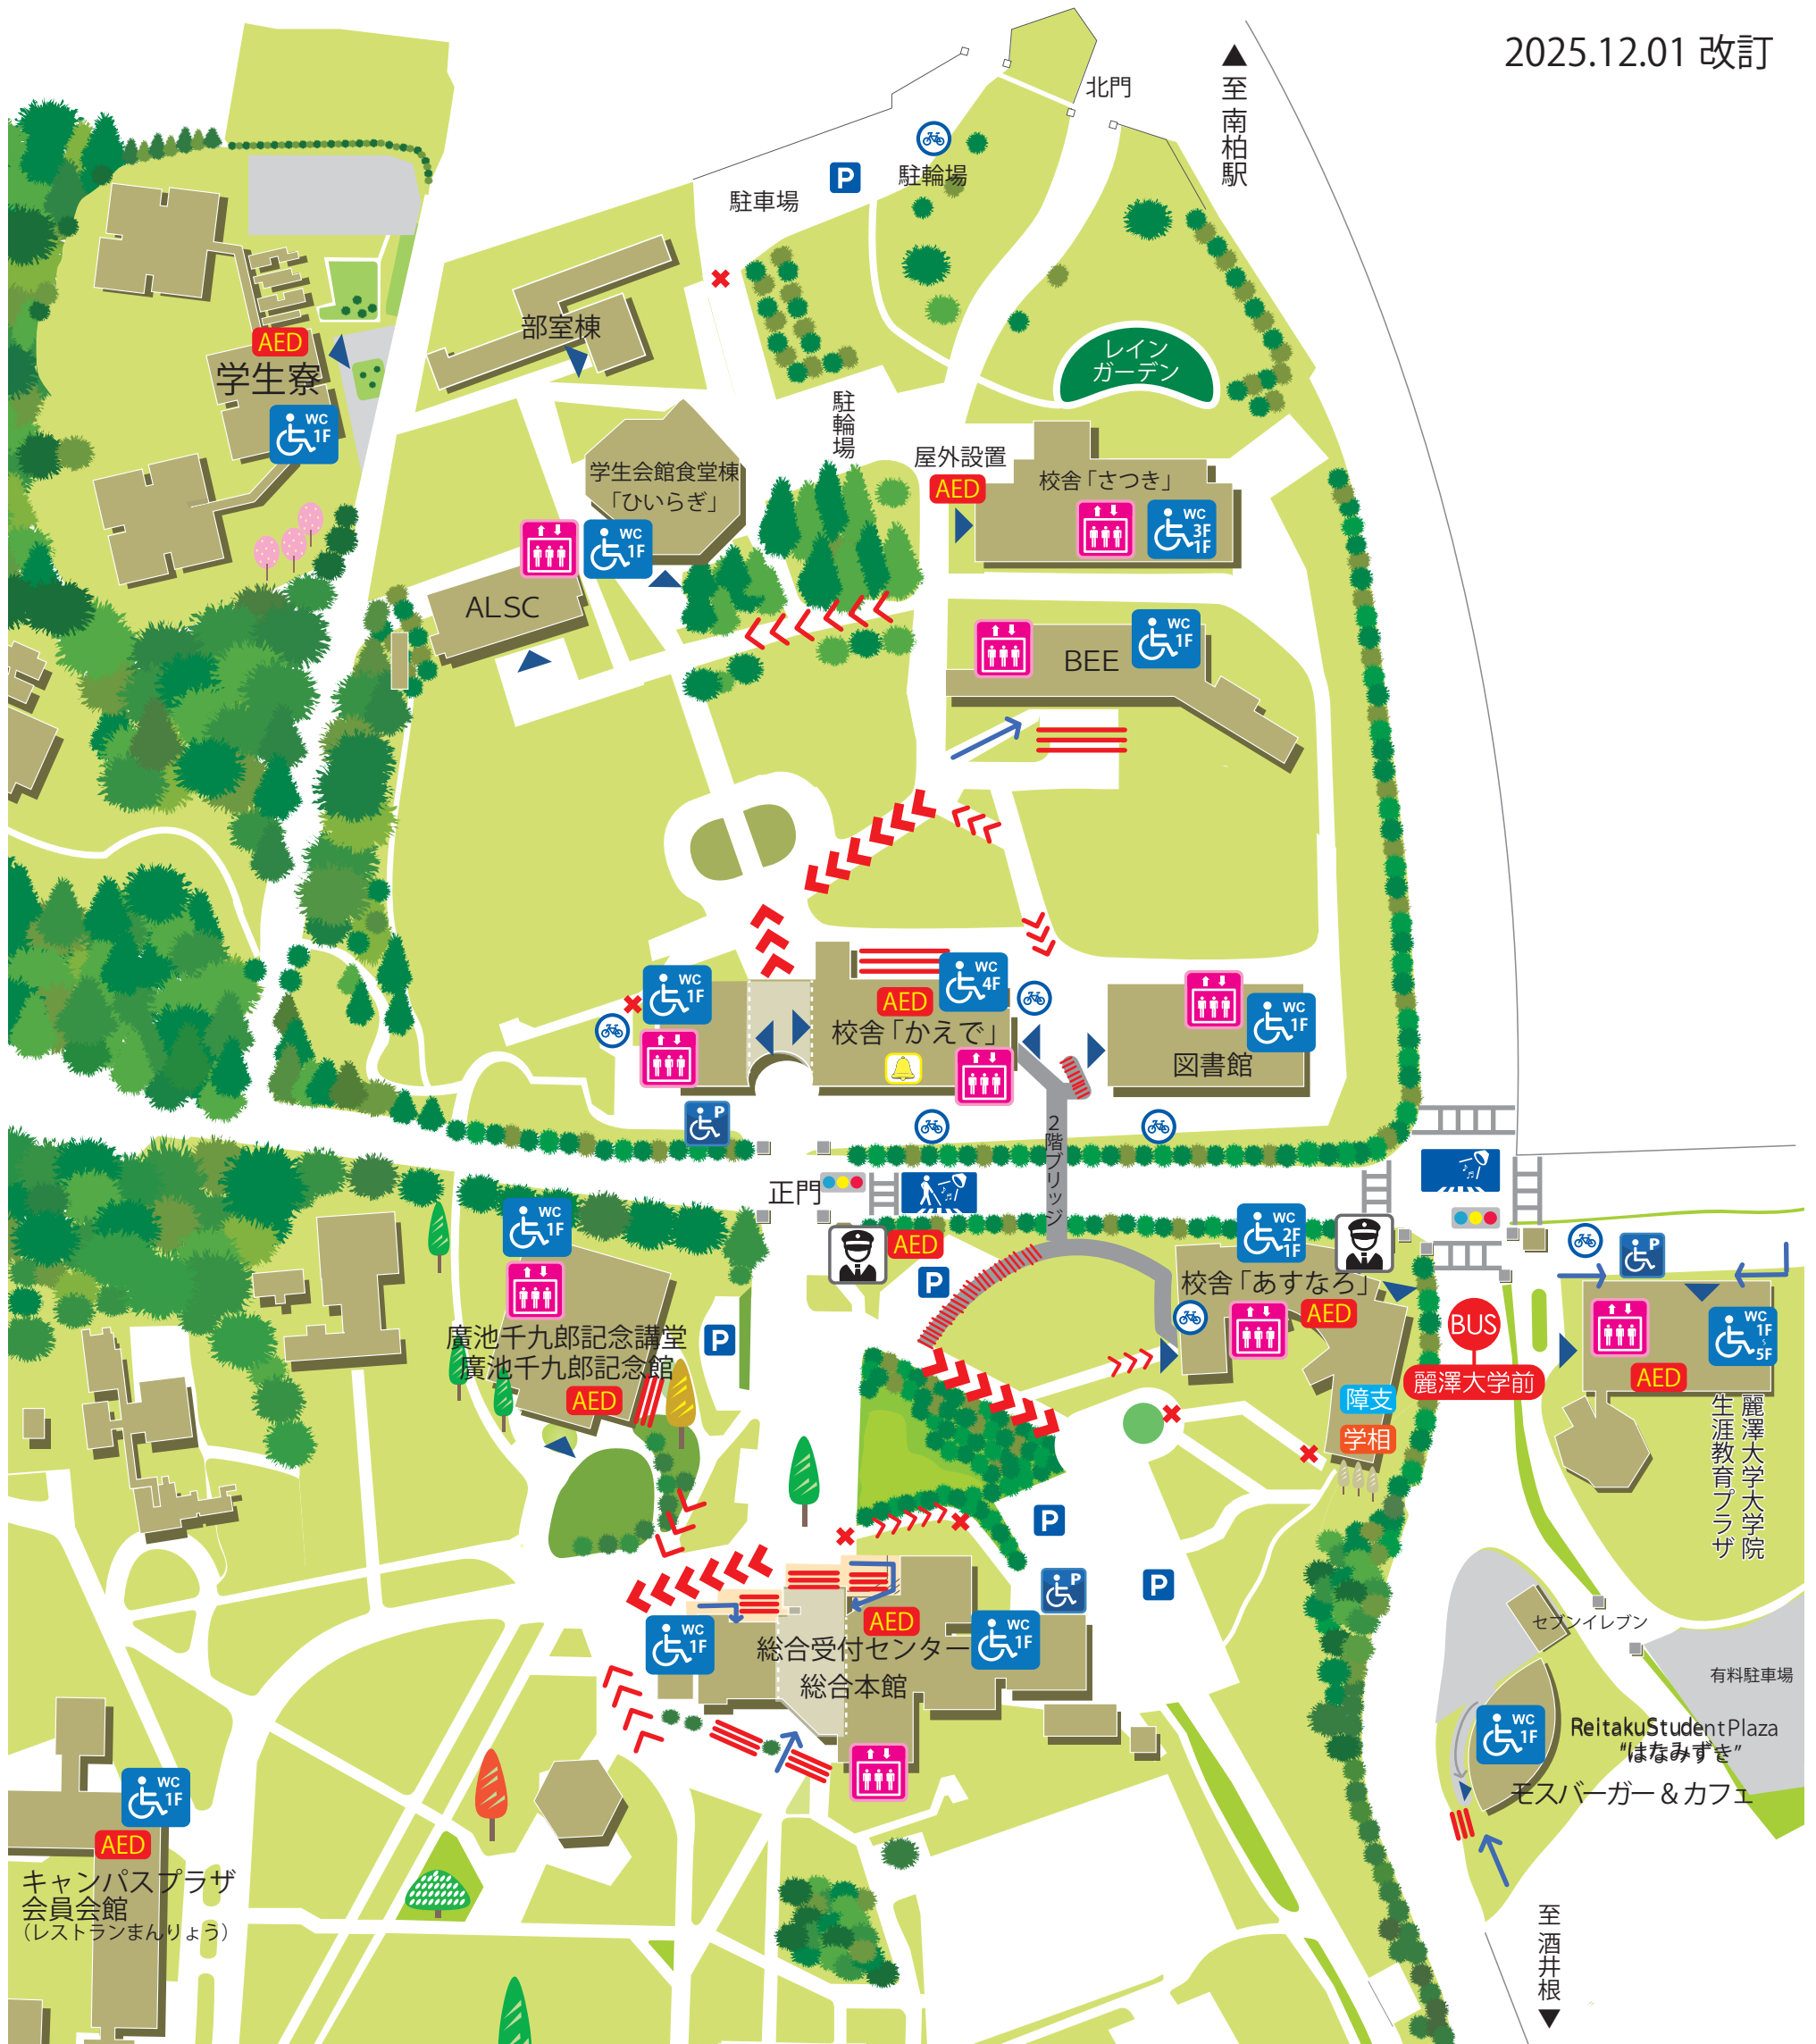 2025.12.01 改訂
北門
▲至 南柏駅
P
駐輪場
駐車場
AED
学生寮
WC
1F
部室棟
レイン
ガーデン
駐輪場
学生会館食堂棟
「ひいらぎ」
WC
1F
屋外設置
AED
校舎「さつき」
WC
3F
1F
ALSC
BEE
WC
1F
WC
1F
AED
WC
4F
校舎「かえで」
WC
1F
図書館
P
2階ブリッジ
正門
AED
P
WC
1F
WC
2F
1F
校舎「あすなろ」
AED
P
廣池千九郎記念講堂
廣池千九郎記念館
AED
P
BUS
麗澤大学前
障支
学相
WC
1F
~
5F
AED
麗澤大学大学院
生涯教育プラザ
P
P
P
WC
1F
AED
総合受付センター
総合本館
WC
1F
セブンイレブン
有料駐車場
WC
1F
ReitakuStudentPlaza
“はなみずき”
モスバーガー & カフェ
WC
1F
AED
キャンパスプラザ
会員会館
(レストランまんりょう)
至 酒井根▼